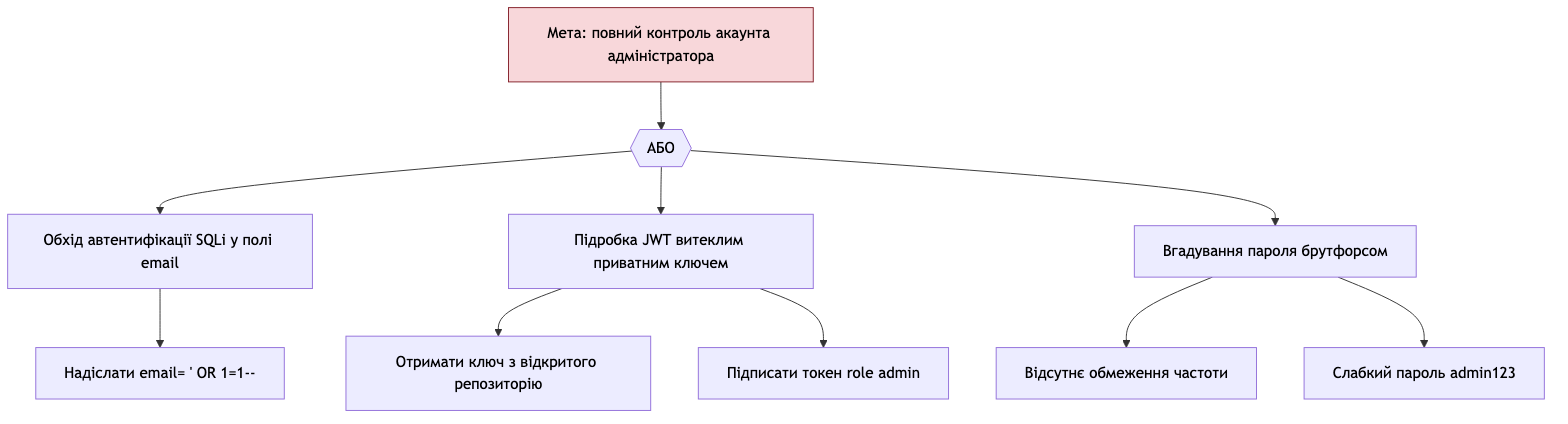 Мета: повний контроль акаунта
адміністратора
АБО
Обхід автентифікації SQLi у полі
email
Підробка JWT витеклим
приватним ключем
Вгадування пароля брутфорсом
Надіслати email= ' OR 1=1--
Отримати ключ з відкритого
репозиторію
Підписати токен role admin
Відсутнє обмеження частоти
Слабкий пароль admin123